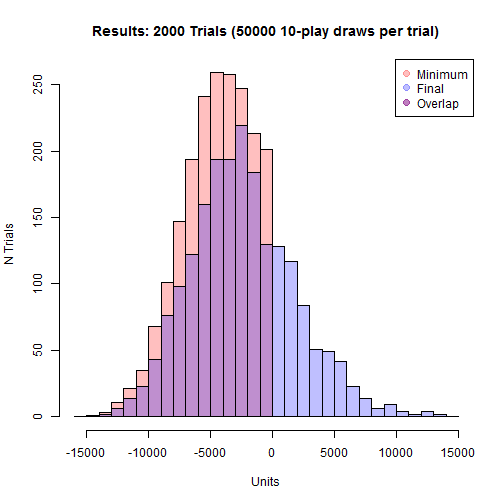 Results: 2000 Trials (50000 10-play draws per trial)
Minimum
Final
Overlap
N Trials
250
200
150
100
50
0
-15000 -10000 -5000 0 5000 10000 15000
Units